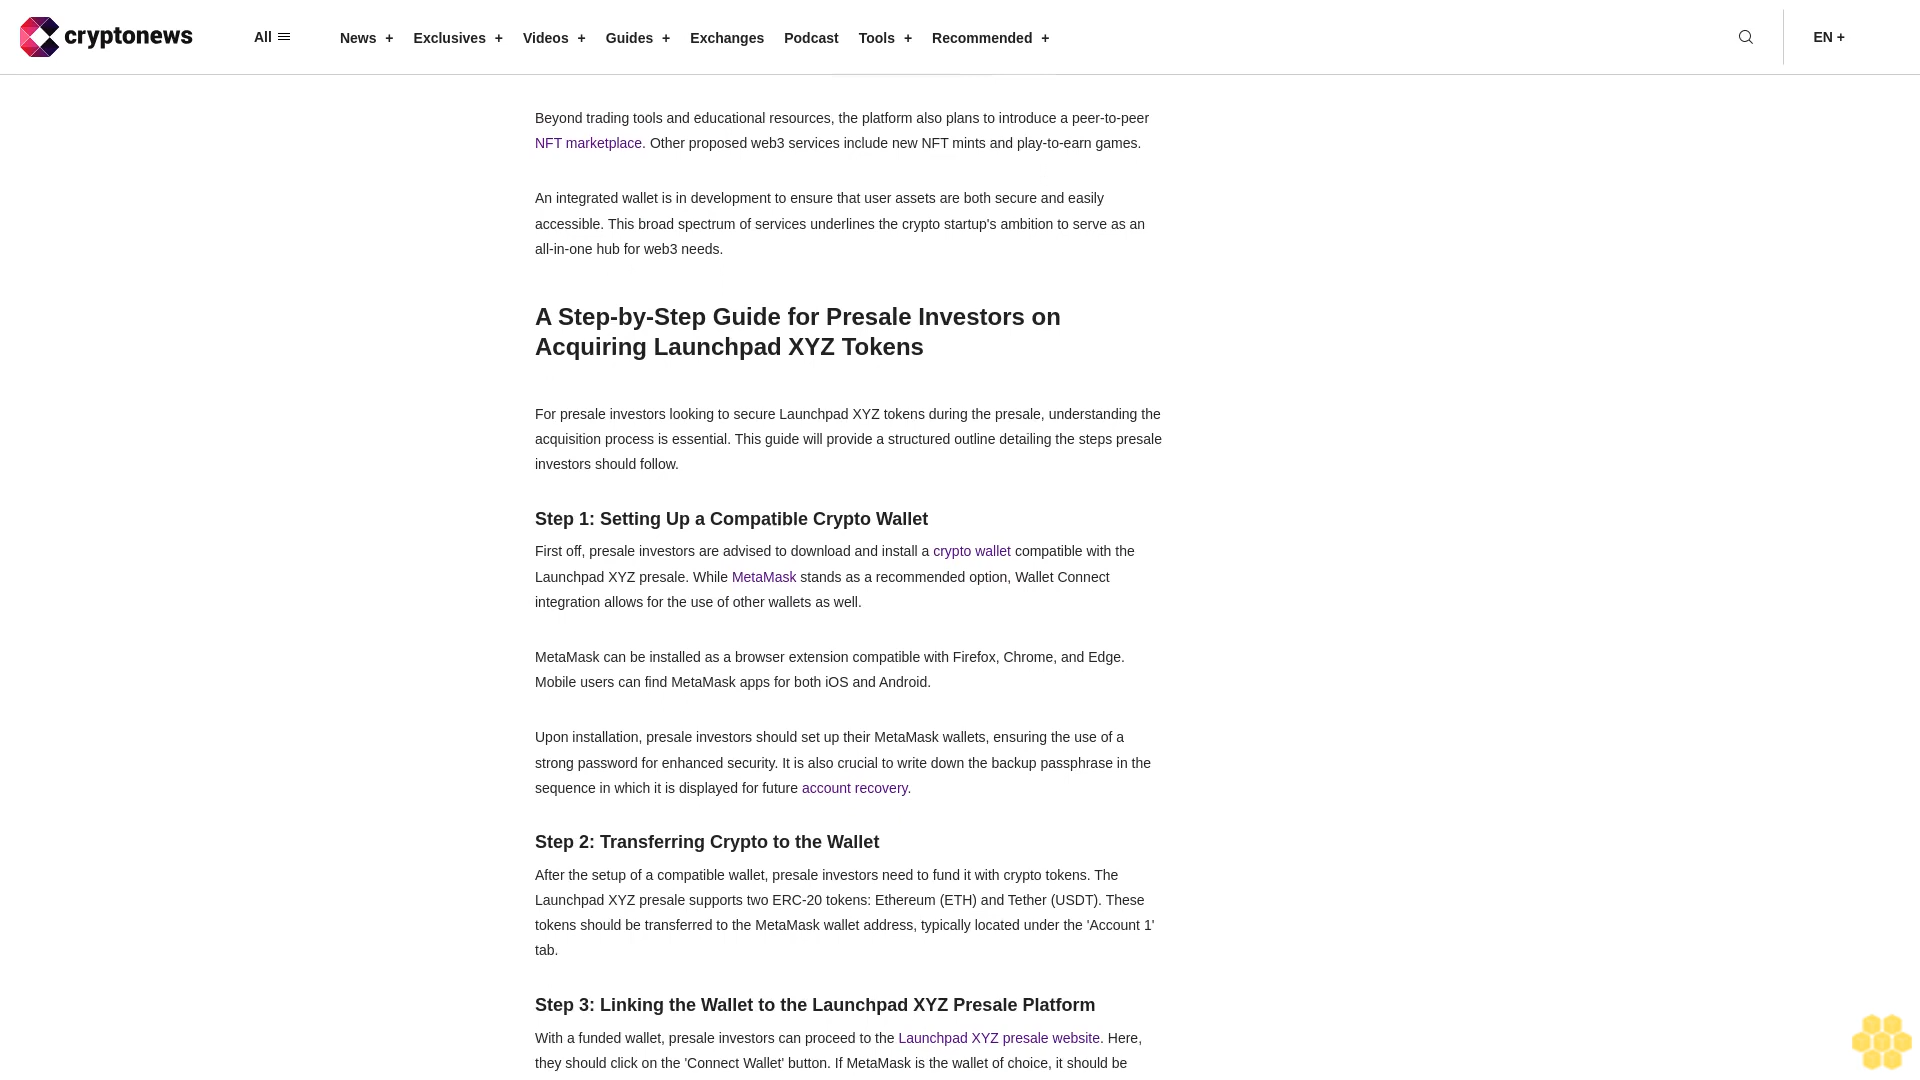 cryptonews
All
News +
Exclusives +
Videos +
Guides +
Exchanges
Podcast
Tools +
Recommended +
EN +
Beyond trading tools and educational resources, the platform also plans to introduce a peer-to-peer
NFT marketplace. Other proposed web3 services include new NFT mints and play-to-earn games.
An integrated wallet is in development to ensure that user assets are both secure and easily
accessible. This broad spectrum of services underlines the crypto startup's ambition to serve as an
all-in-one hub for web3 needs.
A Step-by-Step Guide for Presale Investors on
Acquiring Launchpad XYZ Tokens
For presale investors looking to secure Launchpad XYZ tokens during the presale, understanding the
acquisition process is essential. This guide will provide a structured outline detailing the steps presale
investors should follow.
Step 1: Setting Up a Compatible Crypto Wallet
First off, presale investors are advised to download and install a crypto wallet compatible with the
Launchpad XYZ presale. While MetaMask stands as a recommended option, Wallet Connect
integration allows for the use of other wallets as well.
MetaMask can be installed as a browser extension compatible with Firefox, Chrome, and Edge.
Mobile users can find MetaMask apps for both iOS and Android.
Upon installation, presale investors should set up their MetaMask wallets, ensuring the use of a
strong password for enhanced security. It is also crucial to write down the backup passphrase in the
sequence in which it is displayed for future account recovery.
Step 2: Transferring Crypto to the Wallet
After the setup of a compatible wallet, presale investors need to fund it with crypto tokens. The
Launchpad XYZ presale supports two ERC-20 tokens: Ethereum (ETH) and Tether (USDT). These
tokens should be transferred to the MetaMask wallet address, typically located under the 'Account 1'
tab.
Step 3: Linking the Wallet to the Launchpad XYZ Presale Platform
With a funded wallet, presale investors can proceed to the Launchpad XYZ presale website. Here,
they should click on the 'Connect Wallet' button. If MetaMask is the wallet of choice, it should be